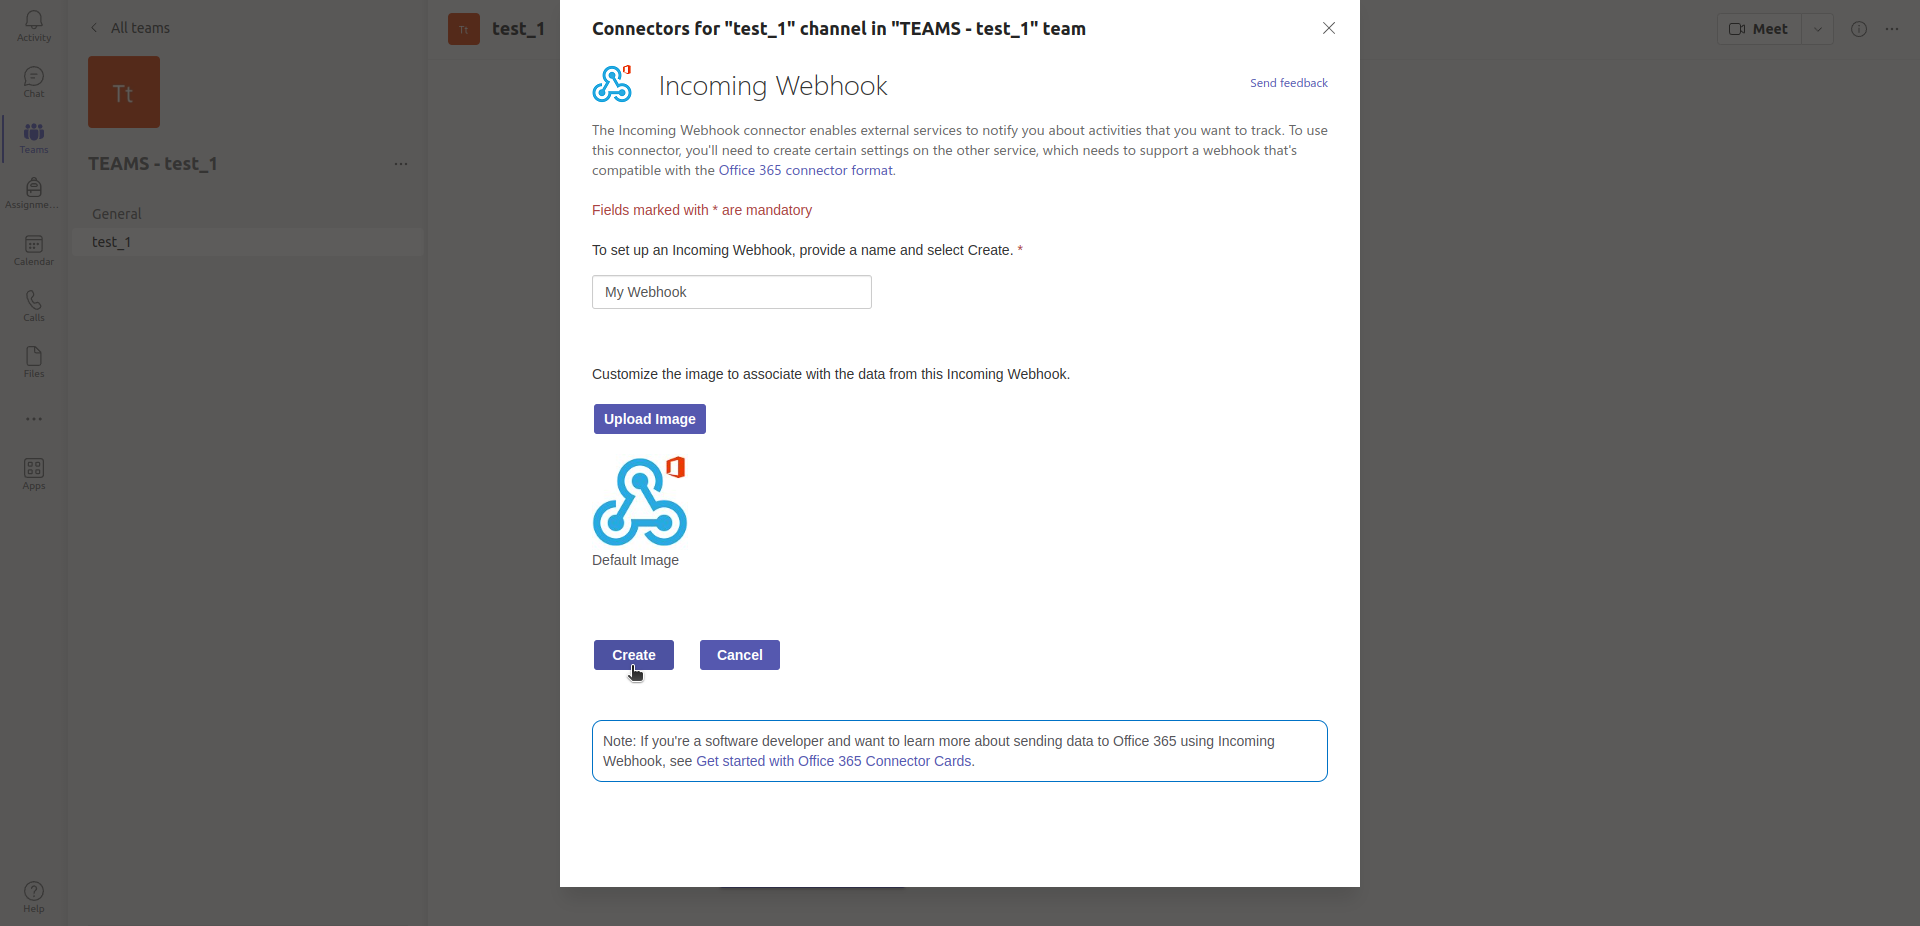 Activity
Chat
Teams
Assignme...
Calendar
Calls
Files
Apps
Help
All teams
Tt
TEAMS - test_1
General
test_1
Tt
test_1
Meet
Connectors for "test_1" channel in "TEAMS - test_1" team
Incoming Webhook
Send feedback
The Incoming Webhook connector enables external services to notify you about activities that you want to track. To use
this connector, you'll need to create certain settings on the other service, which needs to support a webhook that's
compatible with the Office 365 connector format.
Fields marked with * are mandatory
To set up an Incoming Webhook, provide a name and select Create. *
My Webhook
Customize the image to associate with the data from this Incoming Webhook.
Upload Image
Default Image
Create
Cancel
Note: If you're a software developer and want to learn more about sending data to Office 365 using Incoming
Webhook, see Get started with Office 365 Connector Cards.